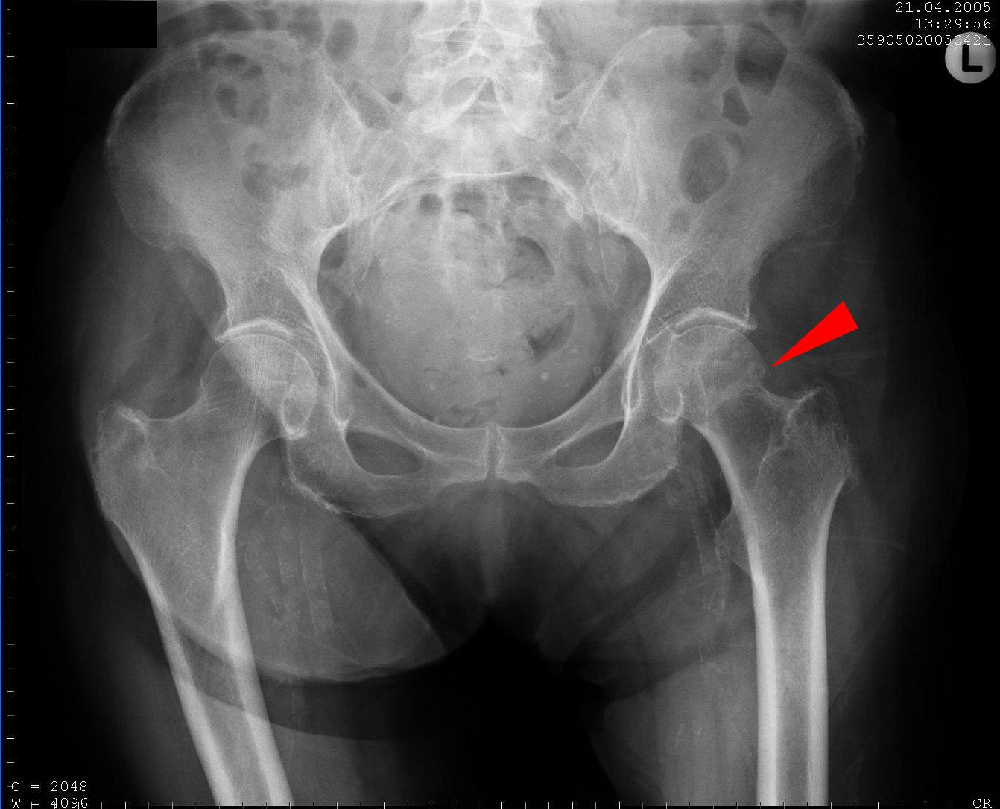 21.04.2005
13:29:56
35905020050421
L
C = 2048
W = 4096
CR